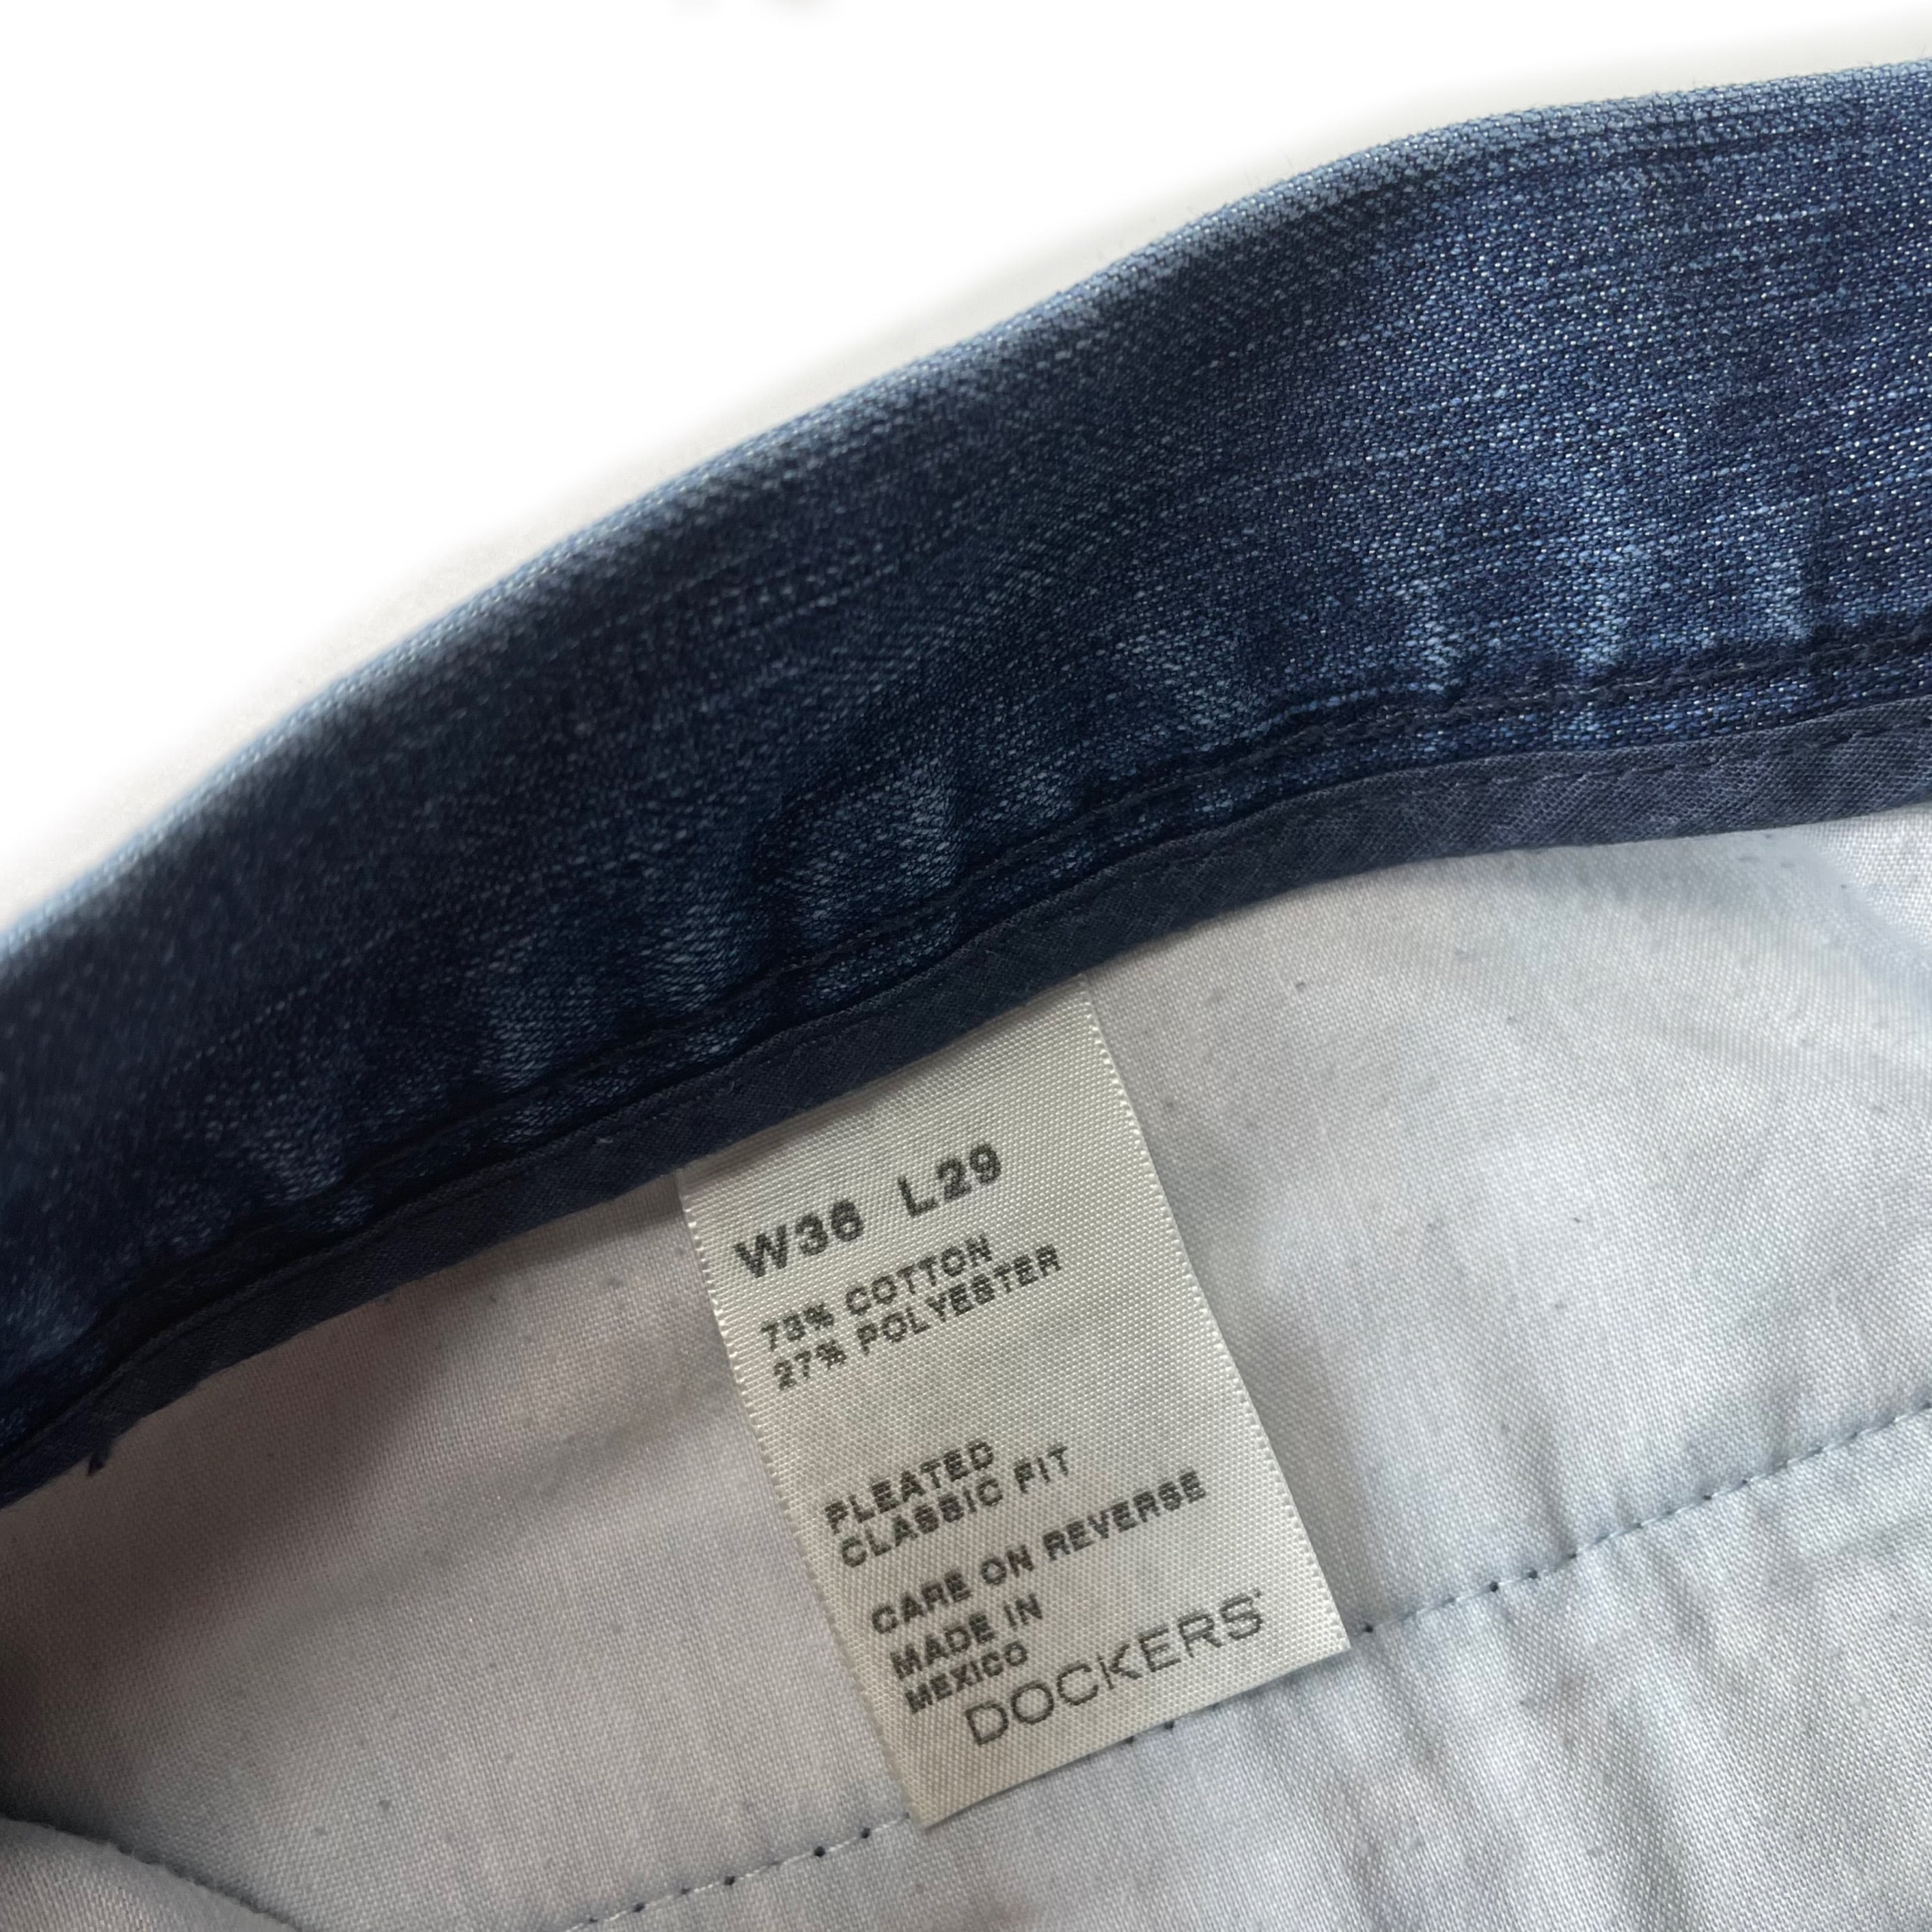 W36 L29
73% COTTON
27% POLYESTER
PLEATED
CLASSIC FIT
CARE ON REVERSE
MADE IN
MEXICO
DOCKERS®